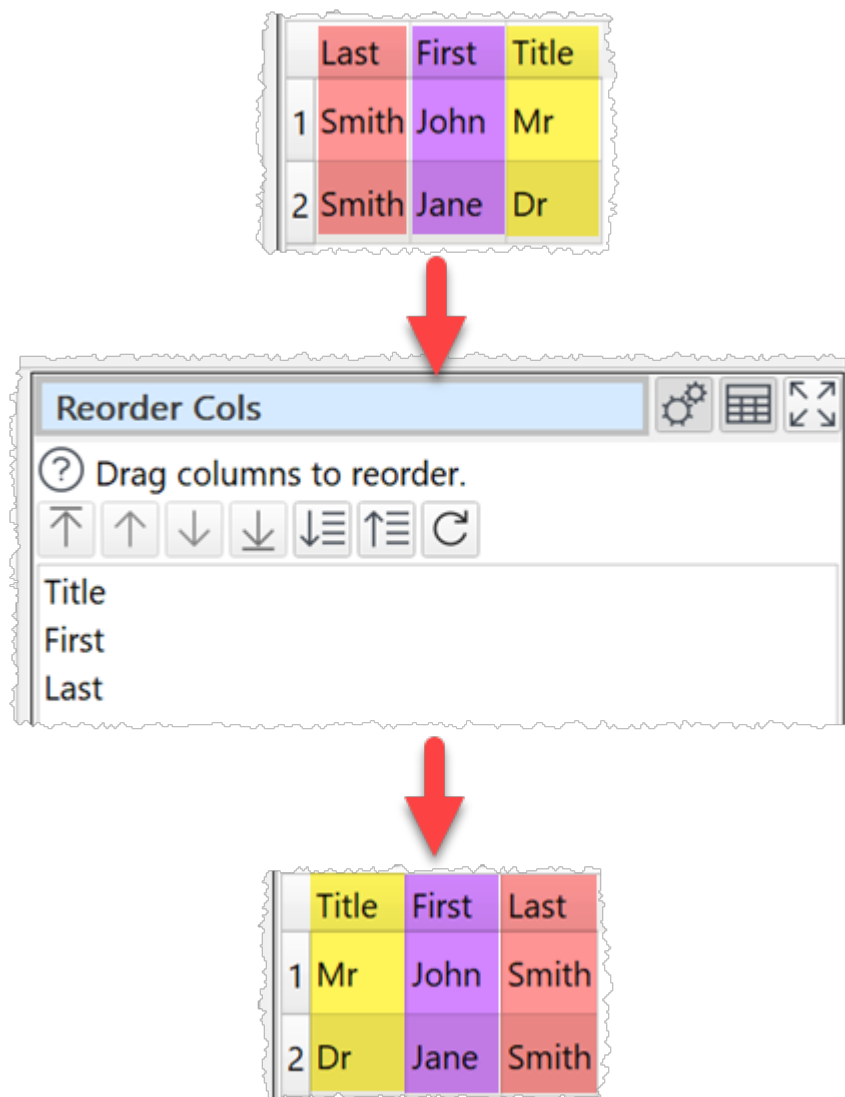 Last First Title
1 Smith John Mr
2 Smith Jane Dr
Reorder Cols
? Drag columns to reorder.
Title
First
Last
Title First Last
1 Mr John Smith
2 Dr Jane Smith